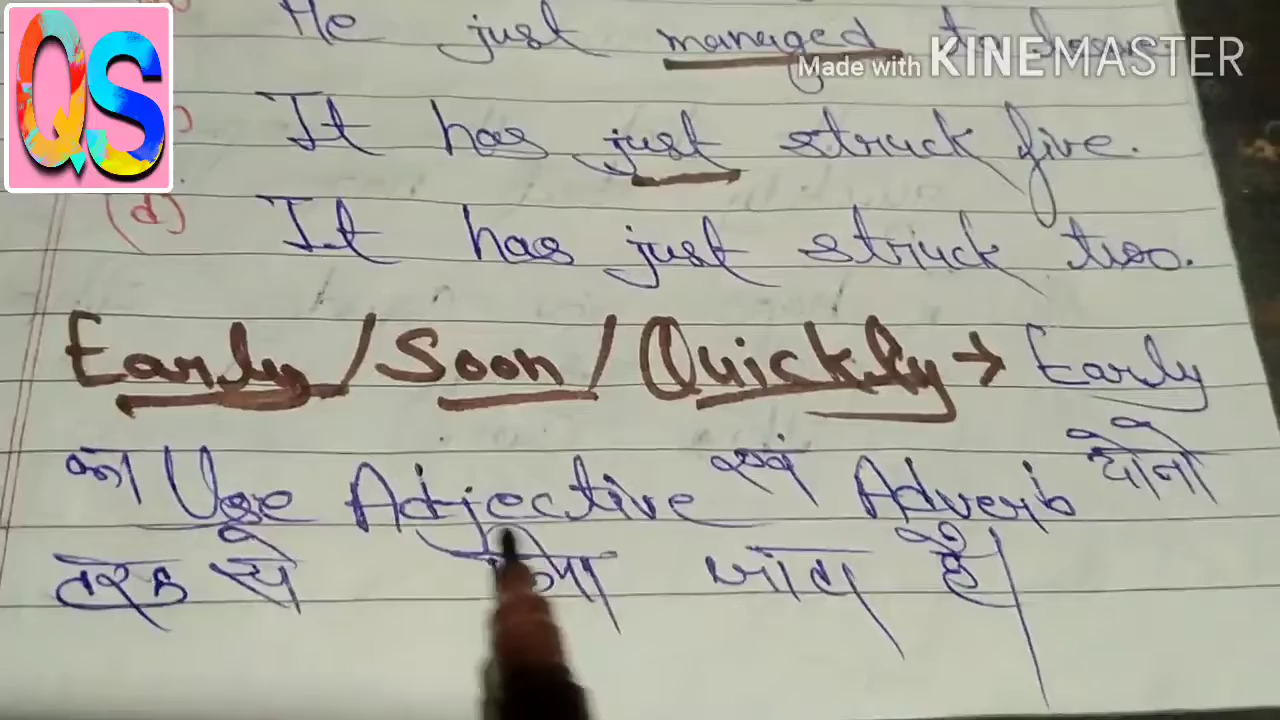 He just managed to
QS
Made with KINEMASTER
It has just struck five.
(d) It has just struck two.
Early / Soon / Quickly → Early
का Use Adjective एवं Adverb दोनो
तरह से किया जाता है।